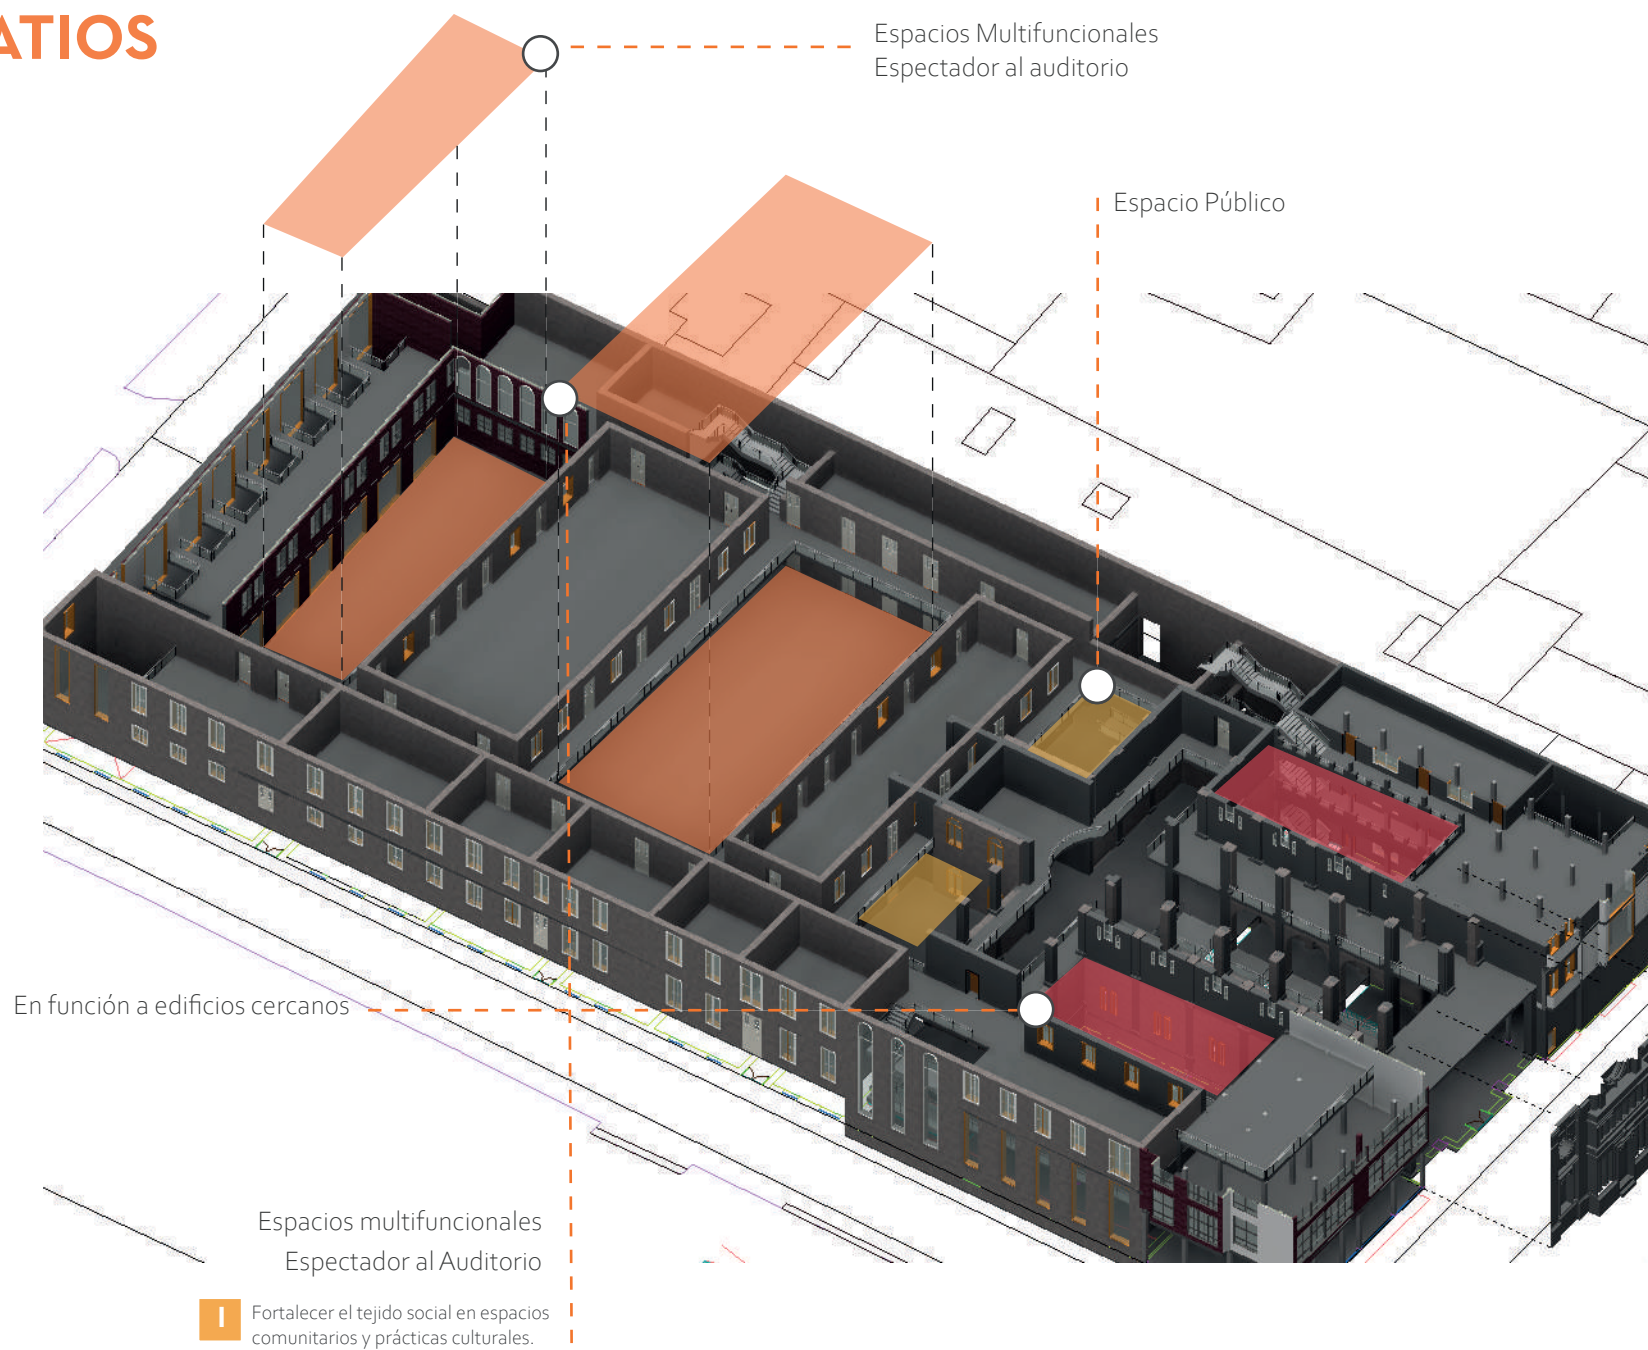 ATIOS
Espacios Multifuncionales
Espectador al auditorio
Espacio Público
En función a edificios cercanos
Espacios multifuncionales
Espectador al Auditorio
I
Fortalecer el tejido social en espacios
comunitarios y prácticas culturales.